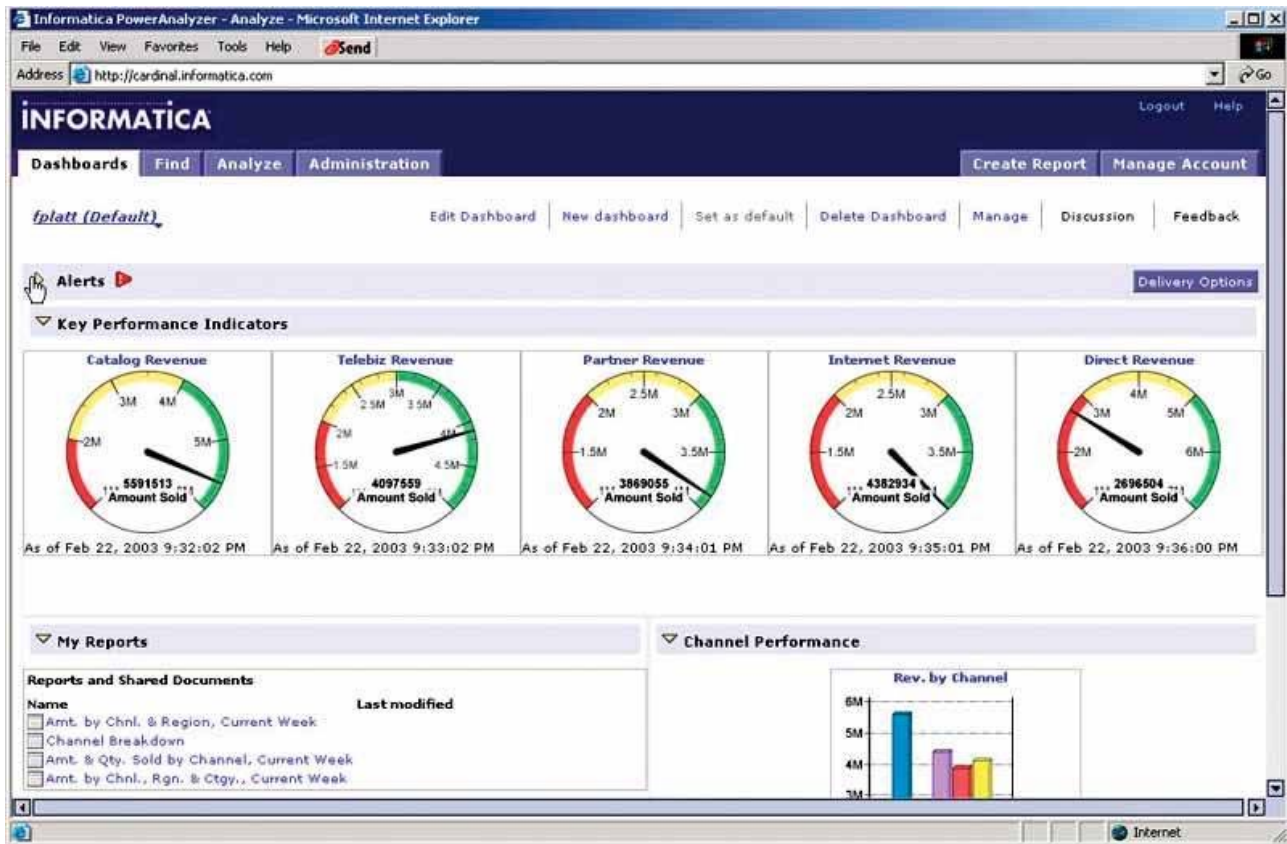 Informatica PowerAnalyzer - Analyze - Microsoft Internet Explorer
File Edit View Favorites Tools Help Send
Address http://cardinal.informatica.com Go
INFORMATICA
Logout Help
Dashboards Find Analyze Administration Create Report Manage Account
fplatt (Default) Edit Dashboard New dashboard Set as default Delete Dashboard Manage Discussion Feedback
Alerts Delivery Options
Key Performance Indicators
Catalog Revenue
2M 3M 4M 5M
5591513
Amount Sold
As of Feb 22, 2003 9:32:02 PM
Telebiz Revenue
1.5M 2M 2.5M 3M 3.5M 4M 4.5M
4097559
Amount Sold
As of Feb 22, 2003 9:33:02 PM
Partner Revenue
1.5M 2M 2.5M 3M 3.5M
3869055
Amount Sold
As of Feb 22, 2003 9:34:01 PM
Internet Revenue
1.5M 2M 2.5M 3M 3.5M
4382934
Amount Sold
As of Feb 22, 2003 9:35:01 PM
Direct Revenue
2M 3M 4M 5M 6M
2696504
Amount Sold
As of Feb 22, 2003 9:36:00 PM
My Reports
Reports and Shared Documents
Name Last modified
Amt. by Chnl. & Region, Current Week
Channel Breakdown
Amt. & Qty. Sold by Channel, Current Week
Amt. by Chnl., Rgn. & Ctgy., Current Week
Channel Performance
Rev. by Channel
6M
5M
4M
3M
Internet